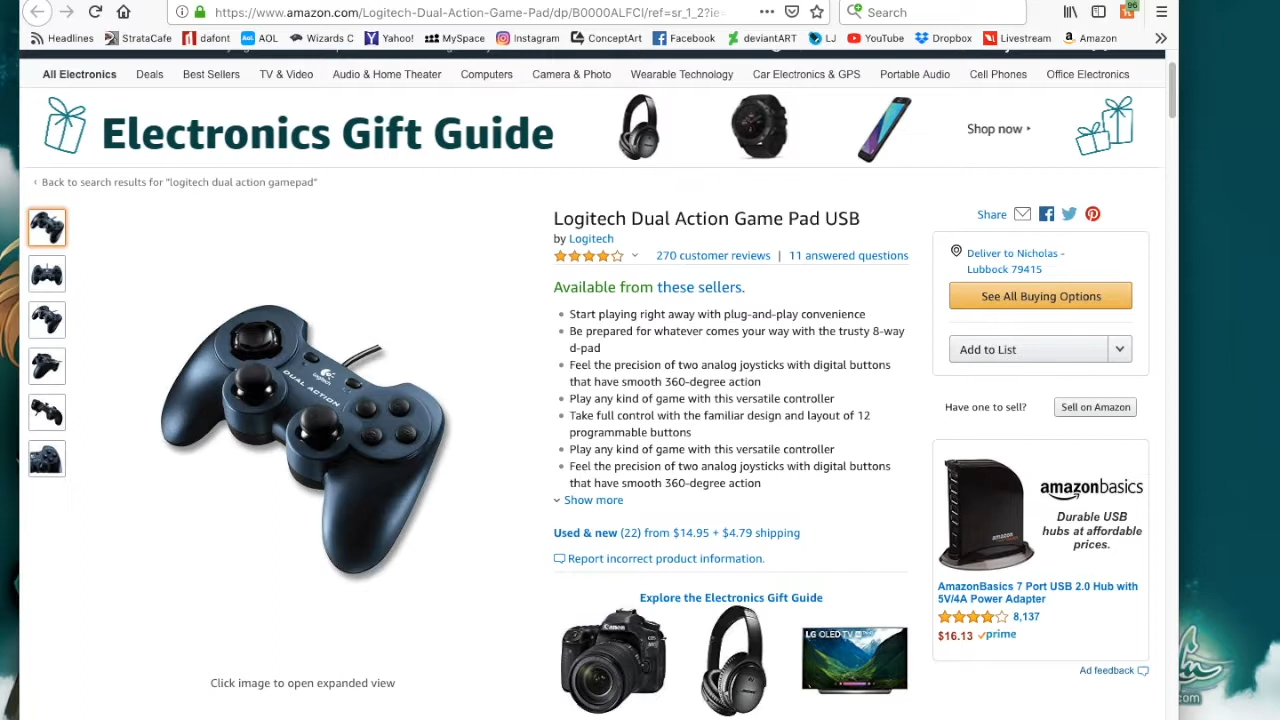 https://www.amazon.com/Logitech-Dual-Action-Game-Pad/dp/B0000ALFCI/ref=sr_1_2?ie=
Search
96
Headlines StrataCafe dafont AOL Wizards C Yahoo! MySpace Instagram ConceptArt Facebook deviantART LJ YouTube Dropbox Livestream Amazon
All Electronics Deals Best Sellers TV & Video Audio & Home Theater Computers Camera & Photo Wearable Technology Car Electronics & GPS Portable Audio Cell Phones Office Electronics
Electronics Gift Guide
Shop now
Back to search results for "logitech dual action gamepad"
Logitech Dual Action Game Pad USB
by Logitech
270 customer reviews | 11 answered questions
Available from these sellers.
Start playing right away with plug-and-play convenience
Be prepared for whatever comes your way with the trusty 8-way
d-pad
Feel the precision of two analog joysticks with digital buttons
that have smooth 360-degree action
Play any kind of game with this versatile controller
Take full control with the familiar design and layout of 12
programmable buttons
Play any kind of game with this versatile controller
Feel the precision of two analog joysticks with digital buttons
that have smooth 360-degree action
Show more
Used & new (22) from $14.95 + $4.79 shipping
Report incorrect product information.
Explore the Electronics Gift Guide
Canon
LG OLED TV
Logitech
DUAL ACTION
Click image to open expanded view
Share
Deliver to Nicholas -
Lubbock 79415
See All Buying Options
Add to List
Have one to sell?
Sell on Amazon
amazonbasics
Durable USB
hubs at affordable
prices.
AmazonBasics 7 Port USB 2.0 Hub with
5V/4A Power Adapter
8,137
$16.13 prime
Ad feedback